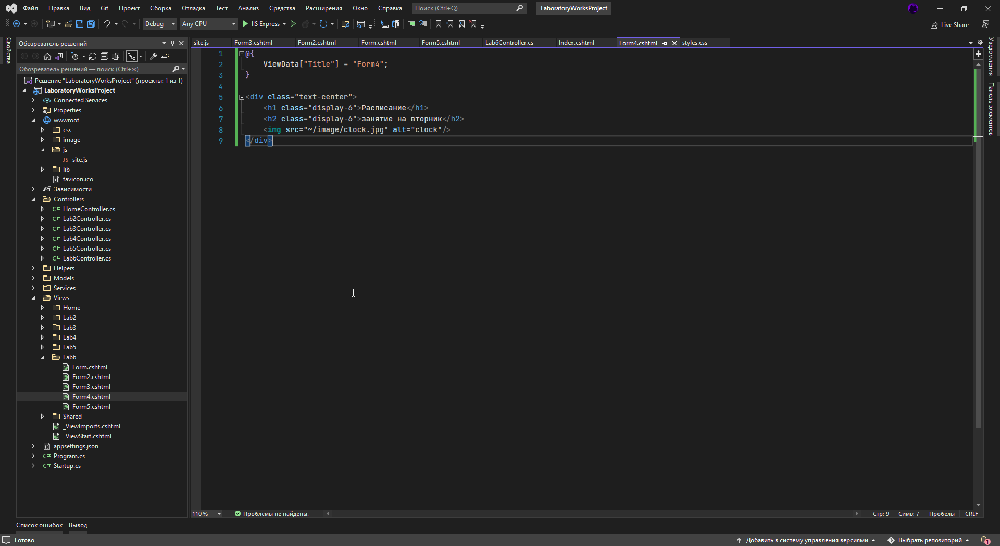 Файл Правка Вид Git Проект Сборка Отладка Тест Анализ Средства Расширения Окно Справка Поиск (Ctrl+Q) LaboratoryWorksProject
Debug Any CPU IIS Express Live Share
Свойства
Обозреватель решений
Обозреватель решений — поиск (Ctrl+ж)
Решение "LaboratoryWorksProject" (проекты: 1 из 1)
LaboratoryWorksProject
Connected Services
Properties
wwwroot
css
image
js
JS site.js
lib
favicon.ico
Зависимости
Controllers
C# HomeController.cs
C# Lab2Controller.cs
C# Lab3Controller.cs
C# Lab4Controller.cs
C# Lab5Controller.cs
C# Lab6Controller.cs
Helpers
Models
Services
Views
Home
Lab2
Lab3
Lab4
Lab5
Lab6
Form.cshtml
Form2.cshtml
Form3.cshtml
Form4.cshtml
Form5.cshtml
Shared
_ViewImports.cshtml
_ViewStart.cshtml
appsettings.json
C# Program.cs
C# Startup.cs
site.js Form3.cshtml Form2.cshtml Form.cshtml Form5.cshtml Lab6Controller.cs Index.cshtml Form4.cshtml styles.css
1 @{
2 ViewData["Title"] = "Form4";
3 }
4
5 <div class="text-center">
6 <h1 class="display-6">Расписание</h1>
7 <h2 class="display-6">занятие на вторник</h2>
8 <img src="~/image/clock.jpg" alt="clock"/>
9 </div>
Уведомления
Панель элементов
110 % Проблемы не найдены. Стр: 9 Симв: 7 Пробелы CRLF
Список ошибок Вывод
Готово Добавить в систему управления версиями Выбрать репозиторий 1